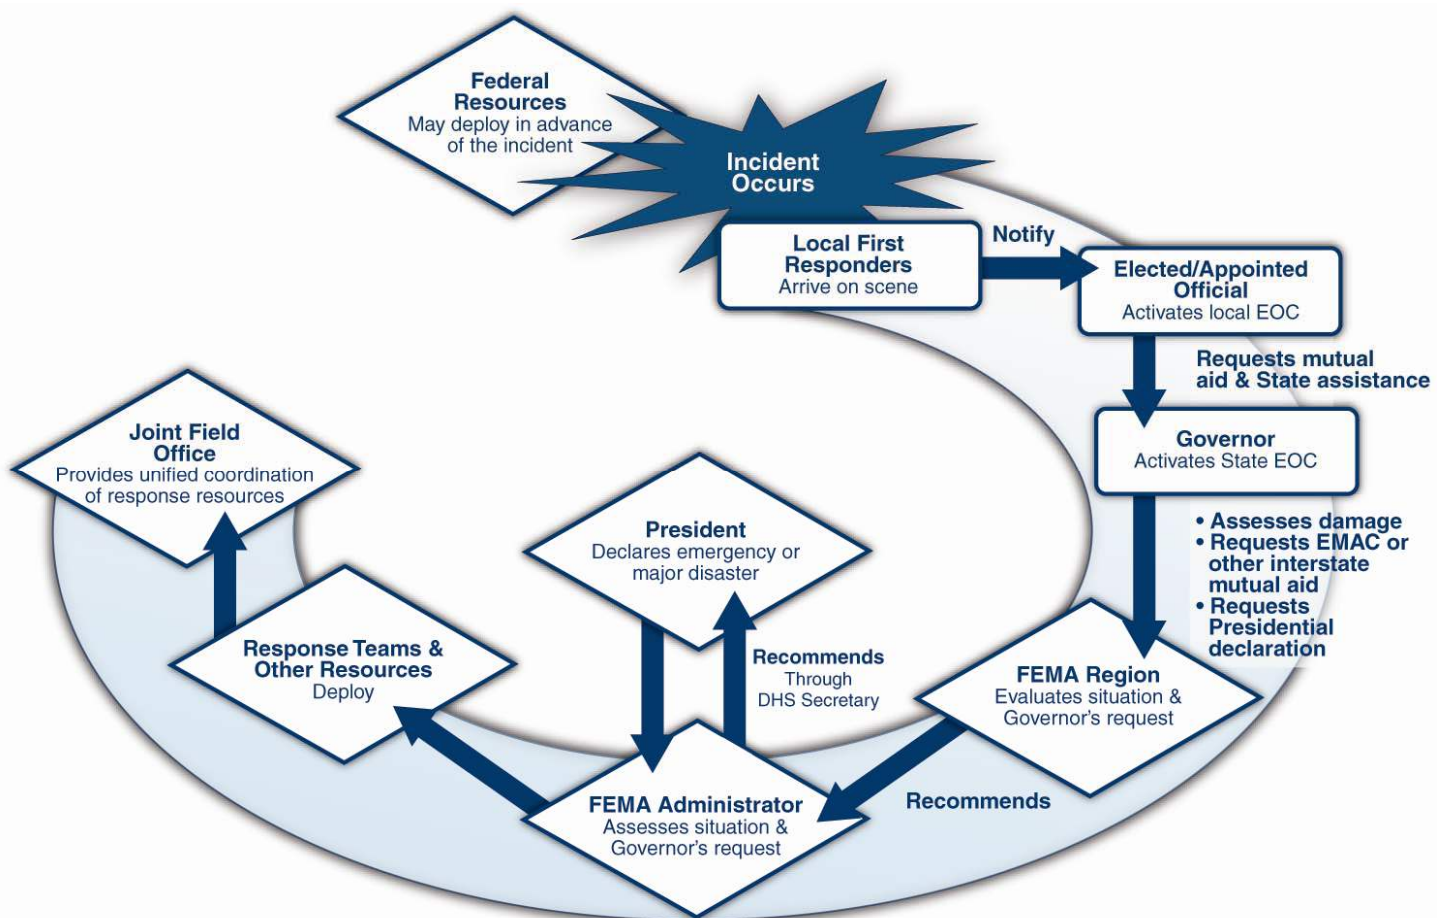 Federal
Resources
May deploy in advance
of the incident
Incident
Occurs
Local First
Responders
Arrive on scene
Notify
Elected/Appointed
Official
Activates local EOC
Requests mutual
aid & State assistance
Governor
Activates State EOC
• Assesses damage
• Requests EMAC or
other interstate
mutual aid
• Requests
Presidential
declaration
FEMA Region
Evaluates situation &
Governor’s request
Recommends
FEMA Administrator
Assesses situation &
Governor’s request
Recommends
Through
DHS Secretary
President
Declares emergency or
major disaster
Response Teams &
Other Resources
Deploy
Joint Field
Office
Provides unified coordination
of response resources